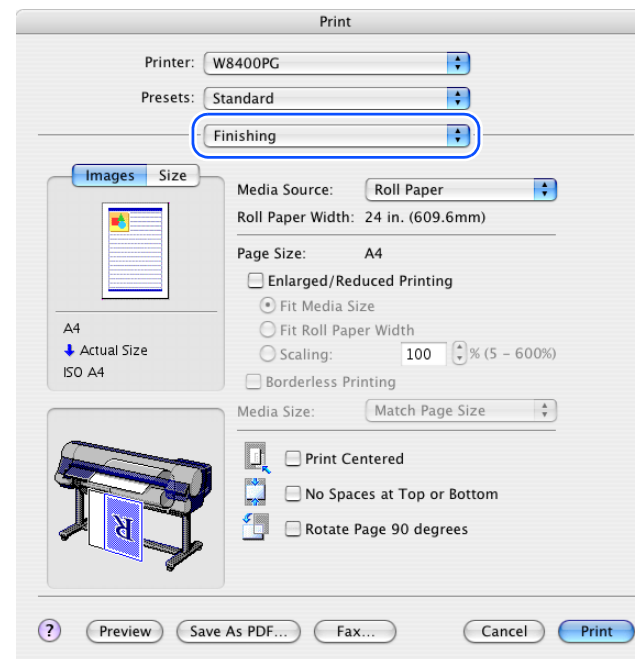 Print
Printer: W8400PG
Presets: Standard
Finishing
Images Size
Media Source: Roll Paper
Roll Paper Width: 24 in. (609.6mm)
Page Size: A4
Enlarged/Reduced Printing
Fit Media Size
Fit Roll Paper Width
Scaling: 100 % (5 – 600%)
Borderless Printing
Media Size: Match Page Size
A4
Actual Size
ISO A4
Print Centered
No Spaces at Top or Bottom
Rotate Page 90 degrees
R
? Preview Save As PDF... Fax... Cancel Print